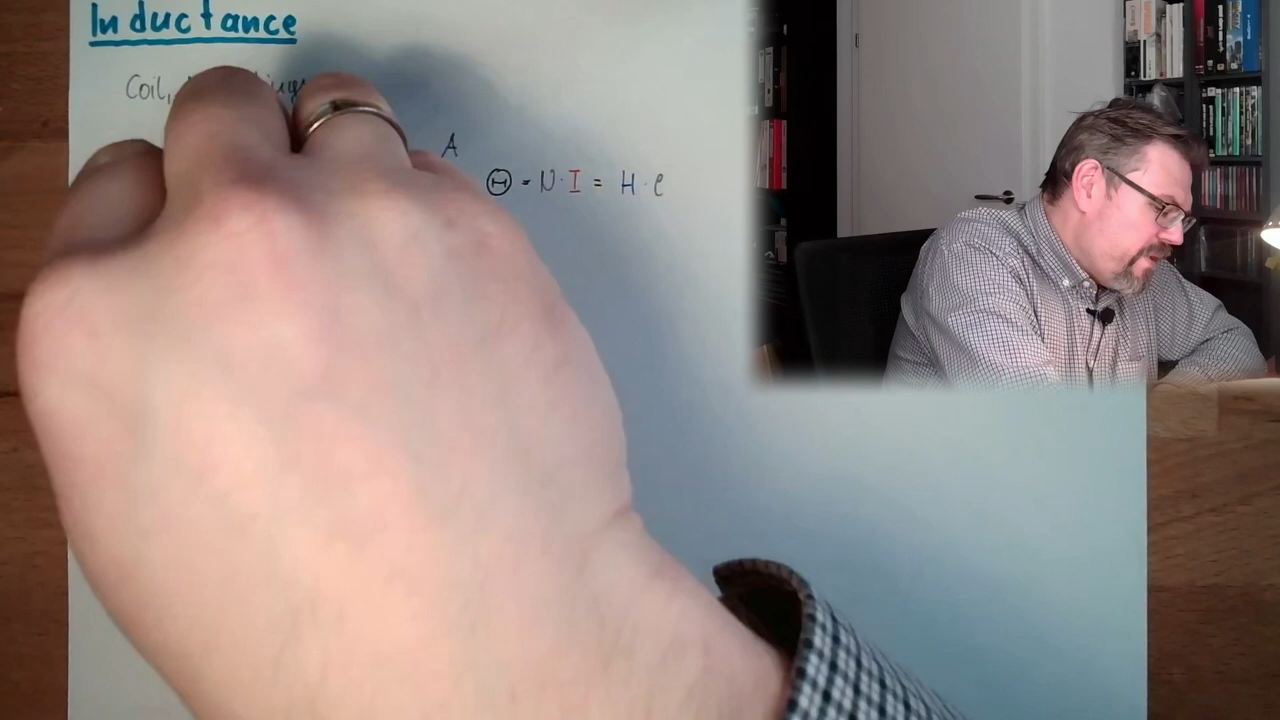 Inductance
Coil,
A
Θ = N · I = H · l